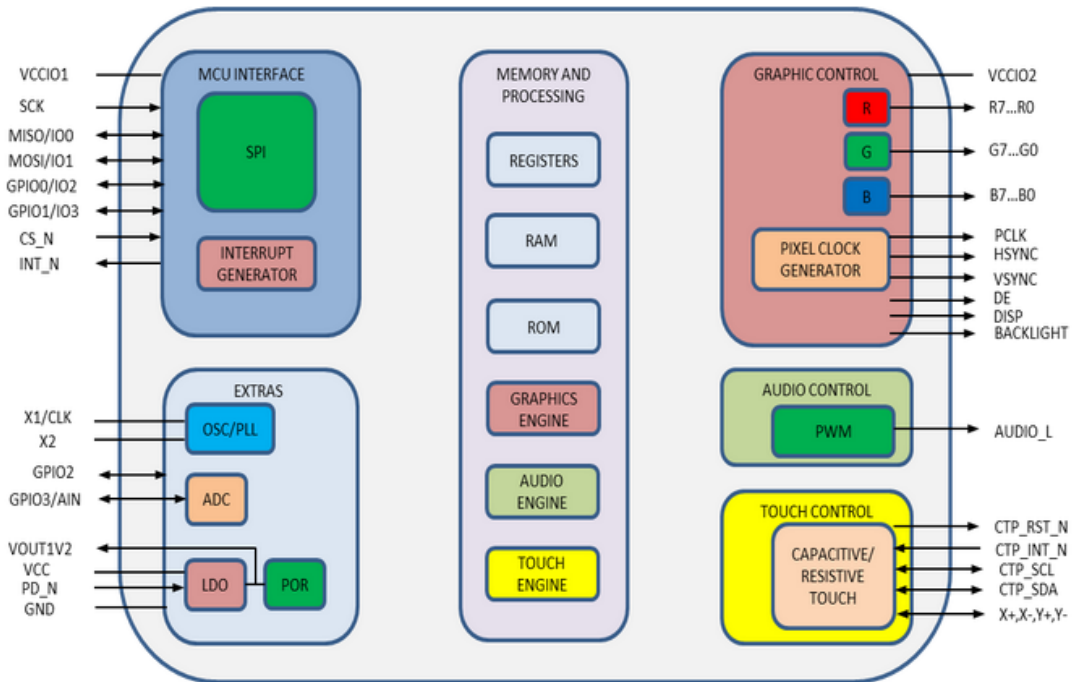 VCCIO1
SCK
MISO/IO0
MOSI/IO1
GPIO0/IO2
GPIO1/IO3
CS_N
INT_N
MCU INTERFACE
SPI
INTERRUPT
GENERATOR
X1/CLK
X2
GPIO2
GPIO3/AIN
VOUT1V2
VCC
PD_N
GND
EXTRAS
OSC/PLL
ADC
LDO
POR
MEMORY AND
PROCESSING
REGISTERS
RAM
ROM
GRAPHICS
ENGINE
AUDIO
ENGINE
TOUCH
ENGINE
GRAPHIC CONTROL
R
G
B
PIXEL CLOCK
GENERATOR
VCCIO2
R7...R0
G7...G0
B7...B0
PCLK
HSYNC
VSYNC
DE
DISP
BACKLIGHT
AUDIO CONTROL
PWM
AUDIO_L
TOUCH CONTROL
CAPACITIVE/
RESISTIVE
TOUCH
CTP_RST_N
CTP_INT_N
CTP_SCL
CTP_SDA
X+,X-,Y+,Y-